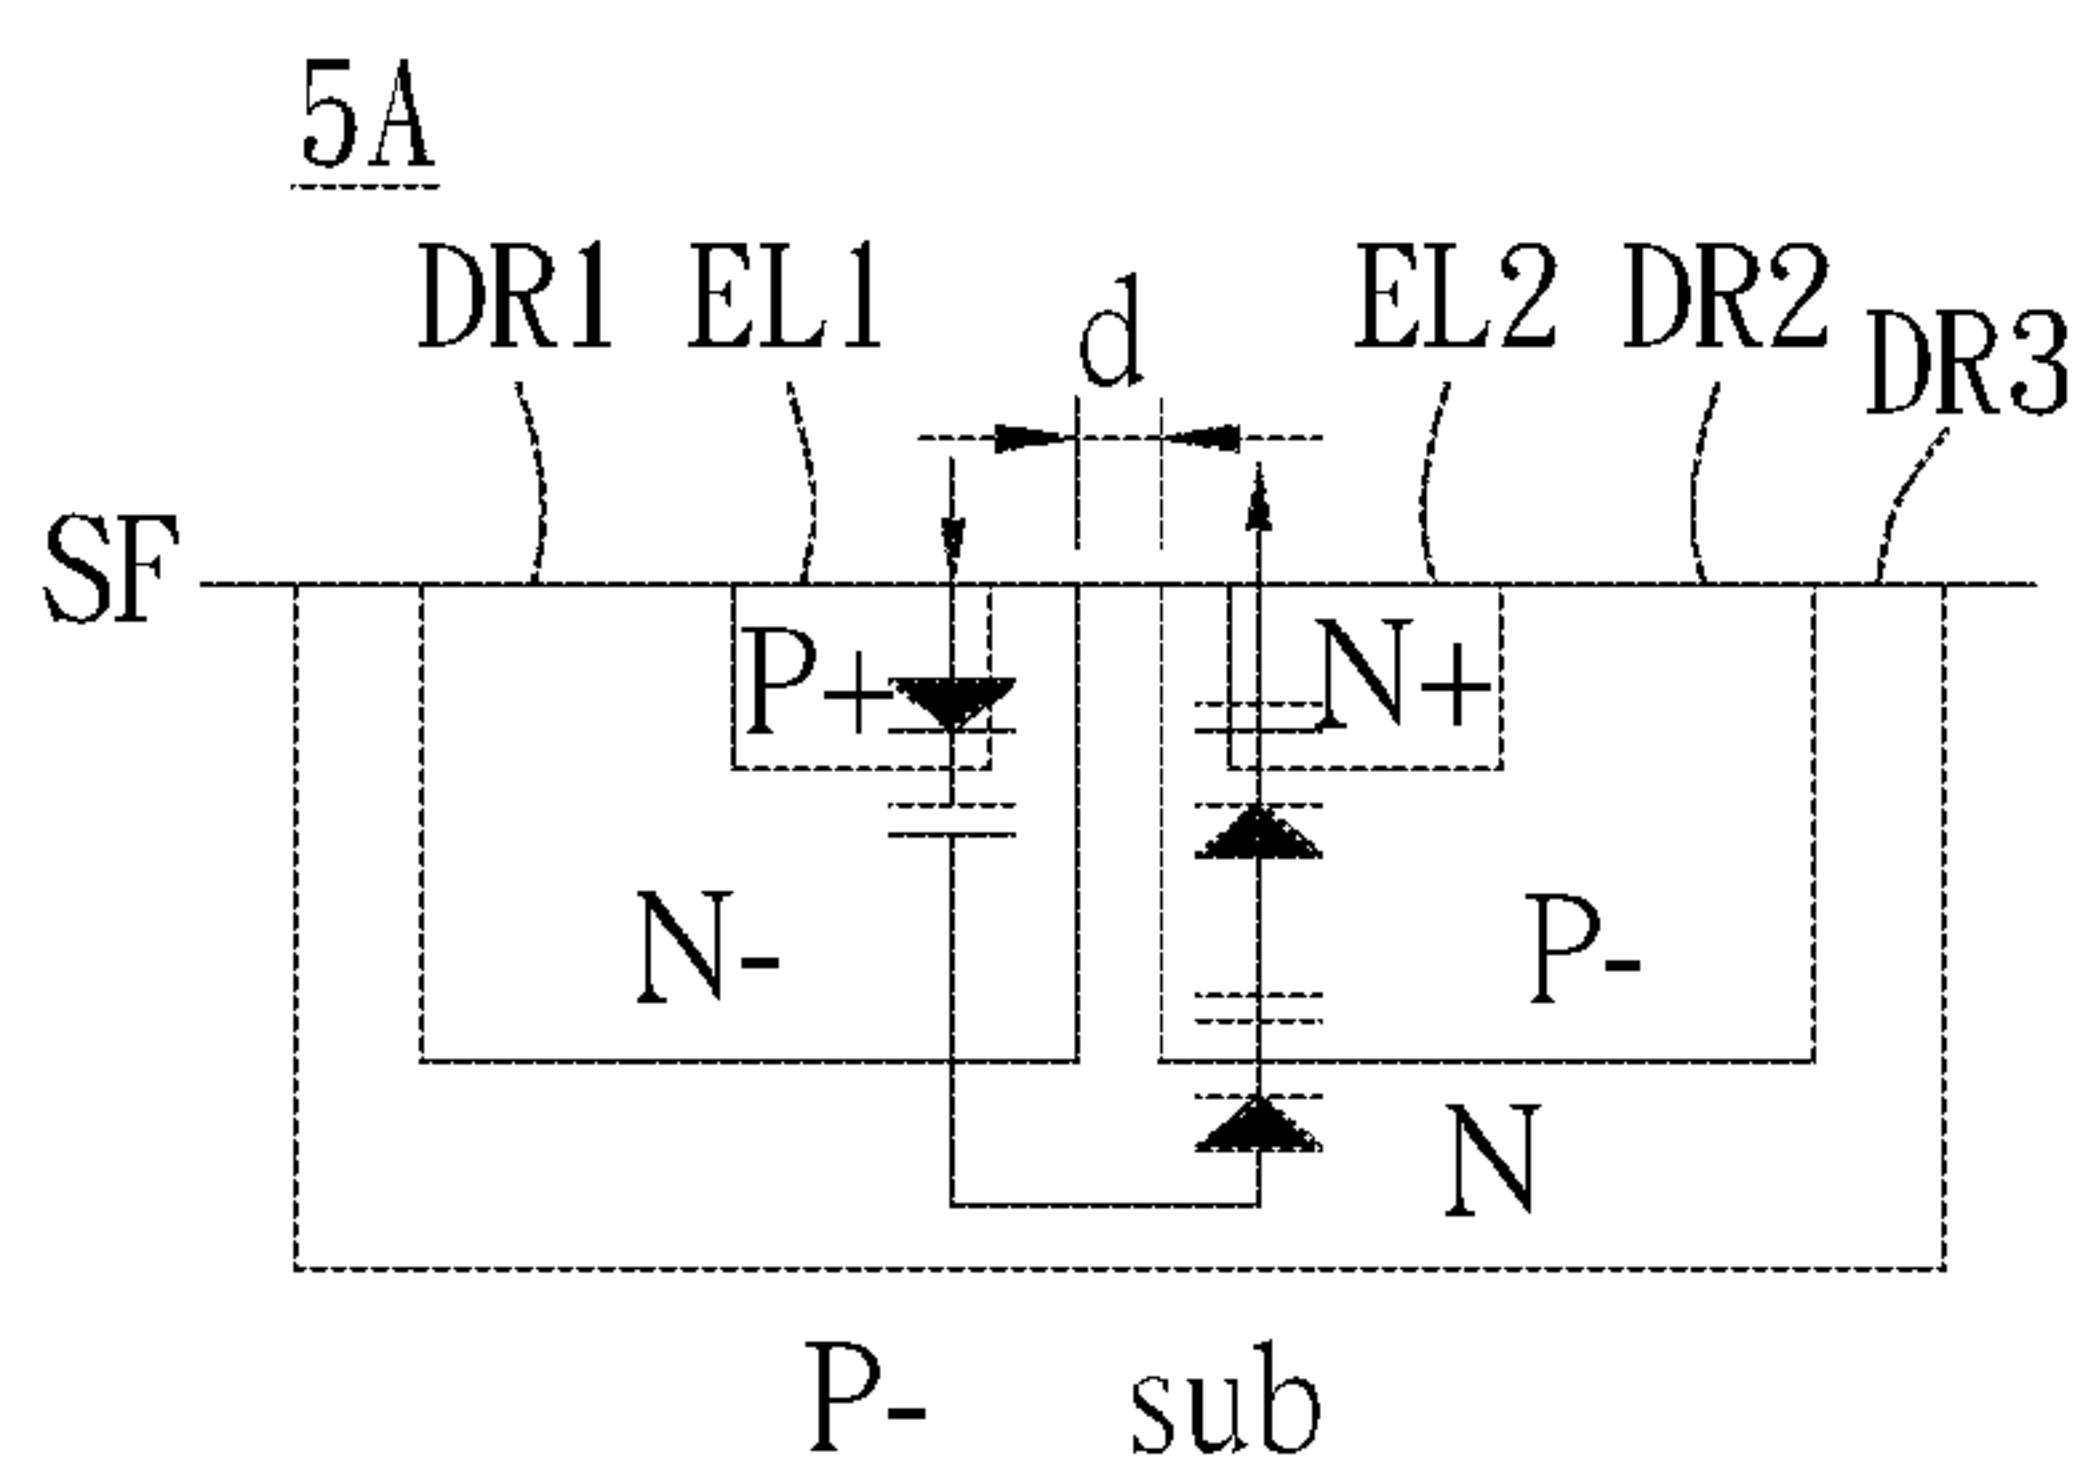 5A
DR1 EL1 d EL2 DR2 DR3
SF
P+ N+
N- P-
N
P- sub